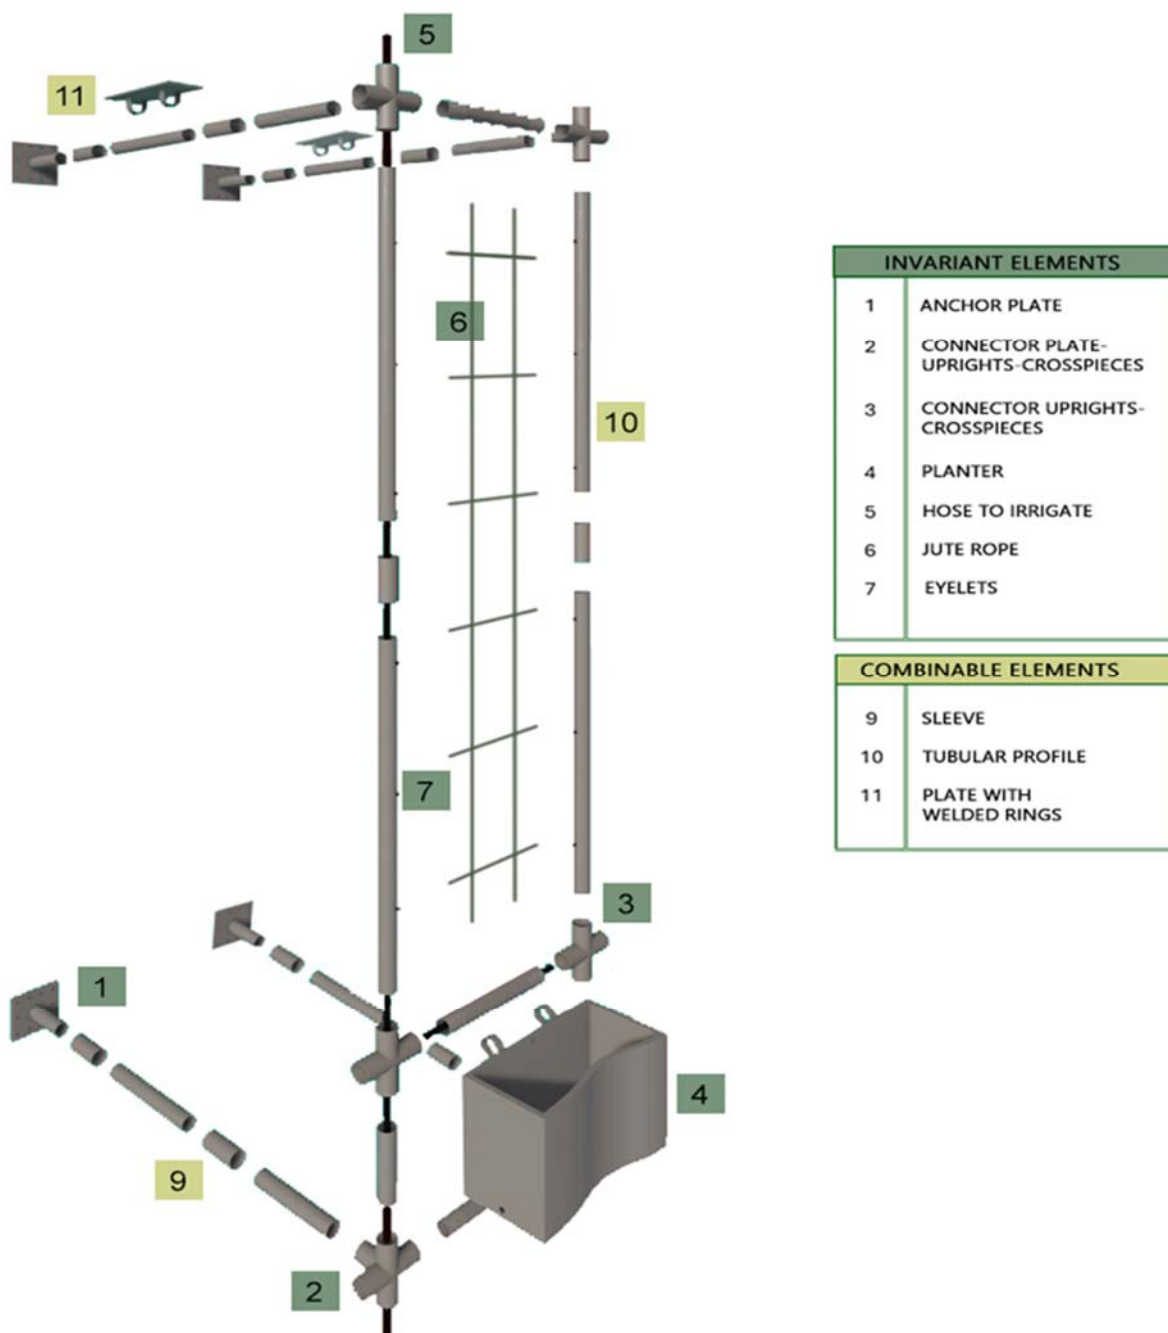 5
11
6
10
7
3
1
4
9
2
INVARIANT ELEMENTS
1 ANCHOR PLATE
2 CONNECTOR PLATE-
UPRIGHTS-CROSSPIECES
3 CONNECTOR UPRIGHTS-
CROSSPIECES
4 PLANTER
5 HOSE TO IRRIGATE
6 JUTE ROPE
7 EYELETS
COMBINABLE ELEMENTS
9 SLEEVE
10 TUBULAR PROFILE
11 PLATE WITH
WELDED RINGS